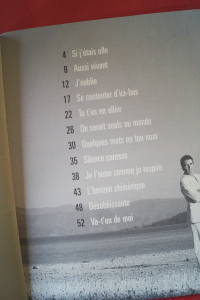 4 Si j'étais elle
8 Aussi vivant
12 J'oublie
17 Se contenter d'ici-bas
22 Tu t'es en allée
26 On serait seuls au monde
30 Quelques mots en ton nom
35 Silence caresse
38 Je t'aime comme je respire
43 L'horizon chimérique
48 Désobéissante
52 Va-t'en de moi